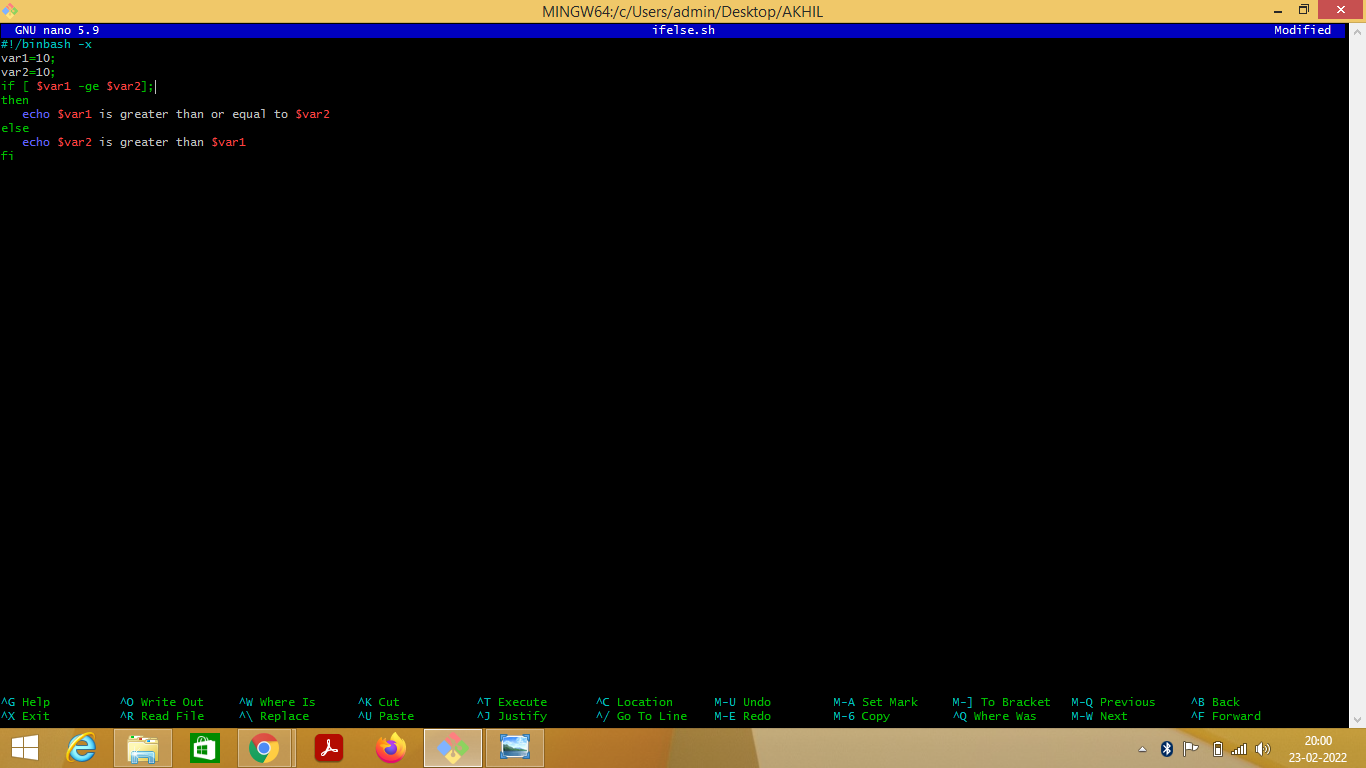 MINGW64:/c/Users/admin/Desktop/AKHIL
GNU nano 5.9 ifelse.sh Modified
#!/binbash -x
var1=10;
var2=10;
if [ $var1 -ge $var2];
then
   echo $var1 is greater than or equal to $var2
else
   echo $var2 is greater than $var1
fi
^G Help ^O Write Out ^W Where Is ^K Cut ^T Execute ^C Location M-U Undo M-A Set Mark M-] To Bracket M-Q Previous ^B Back
^X Exit ^R Read File ^\ Replace ^U Paste ^J Justify ^/ Go To Line M-E Redo M-6 Copy ^Q Where Was M-W Next ^F Forward
20:00
23-02-2022